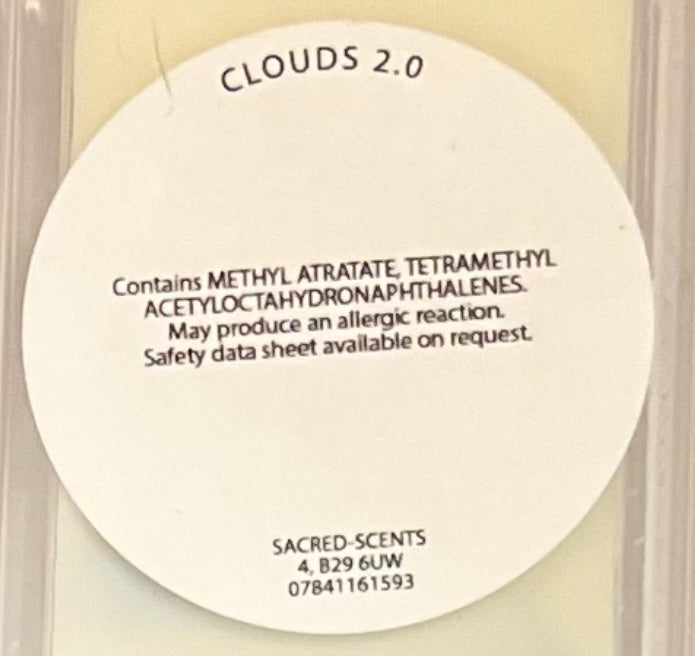 CLOUDS 2.0
Contains METHYL ATRATATE, TETRAMETHYL
ACETYLOCTAHYDRONAPHTHALENES.
May produce an allergic reaction.
Safety data sheet available on request.
SACRED-SCENTS
4, B29 6UW
07841161593